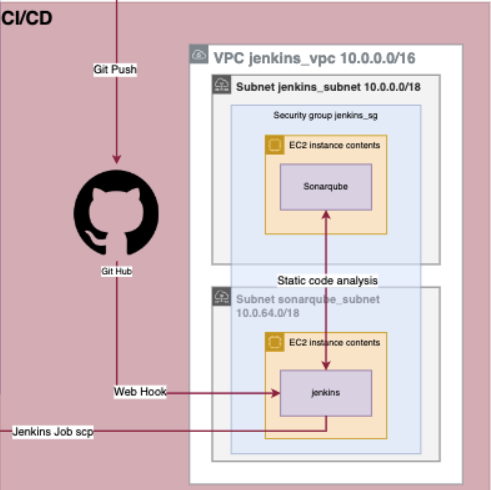 CI/CD
Git Push
VPC jenkins_vpc 10.0.0.0/16
Subnet jenkins_subnet 10.0.0.0/18
Security group jenkins_sg
EC2 instance contents
Sonarqube
Git Hub
Static code analysis
Subnet sonarqube_subnet
10.0.64.0/18
EC2 instance contents
Web Hook
jenkins
Jenkins Job scp